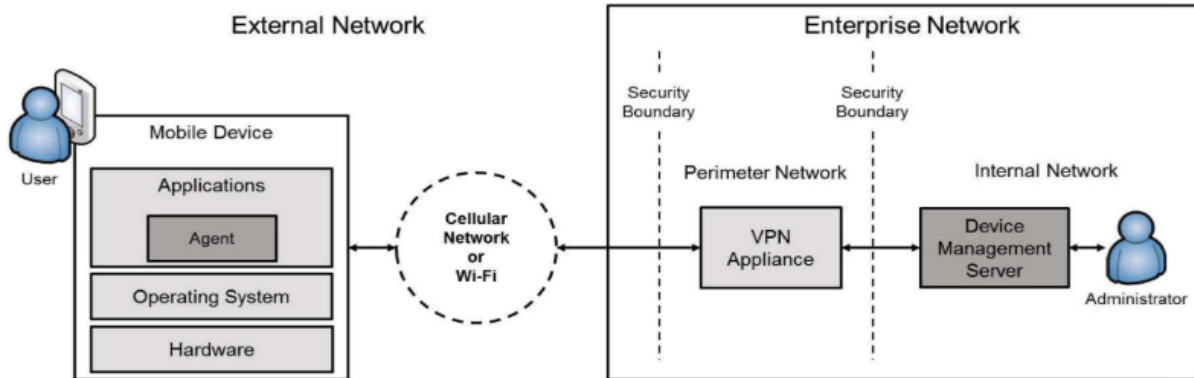 External Network
Enterprise Network
User
Mobile Device
Applications
Agent
Operating System
Hardware
Cellular
Network
or
Wi-Fi
Security
Boundary
Security
Boundary
Perimeter Network
VPN
Appliance
Internal Network
Device
Management
Server
Administrator